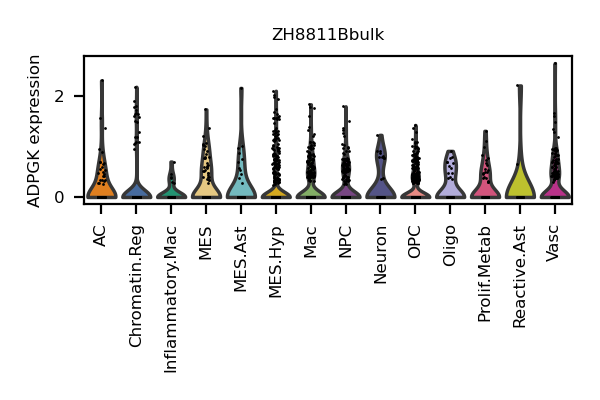 ZH8811Bbulk
ADPGK expression
2
0
AC
Chromatin.Reg
Inflammatory.Mac
MES
MES.Ast
MES.Hyp
Mac
NPC
Neuron
OPC
Oligo
Prolif.Metab
Reactive.Ast
Vasc